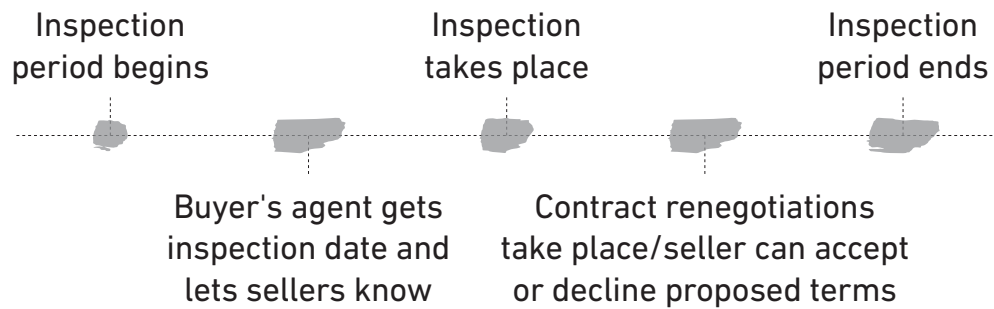 Inspection
period begins
Inspection
takes place
Inspection
period ends
Buyer's agent gets
inspection date and
lets sellers know
Contract renegotiations
take place/seller can accept
or decline proposed terms